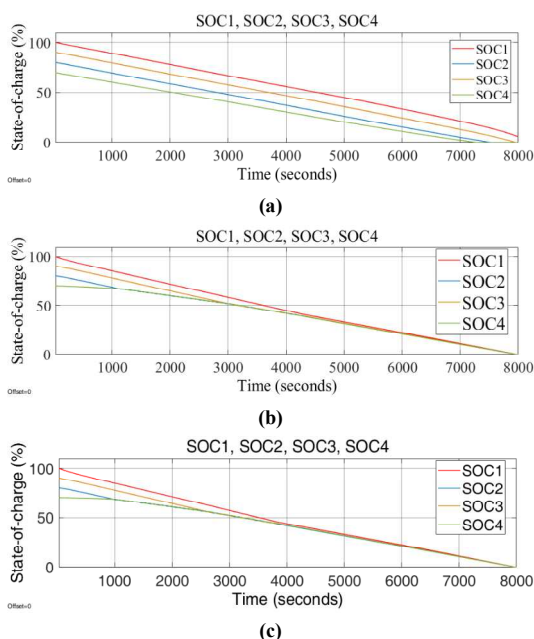 SOC1, SOC2, SOC3, SOC4
State-of-charge (%)
100
50
0
SOC1
SOC2
SOC3
SOC4
1000 2000 3000 4000 5000 6000 7000 8000
Time (seconds)
Offset=0
(a)
SOC1, SOC2, SOC3, SOC4
State-of-charge (%)
100
50
0
SOC1
SOC2
SOC3
SOC4
1000 2000 3000 4000 5000 6000 7000 8000
Time (seconds)
Offset=0
(b)
SOC1, SOC2, SOC3, SOC4
State-of-charge (%)
100
50
0
SOC1
SOC2
SOC3
SOC4
1000 2000 3000 4000 5000 6000 7000 8000
Time (seconds)
Offset=0
(c)